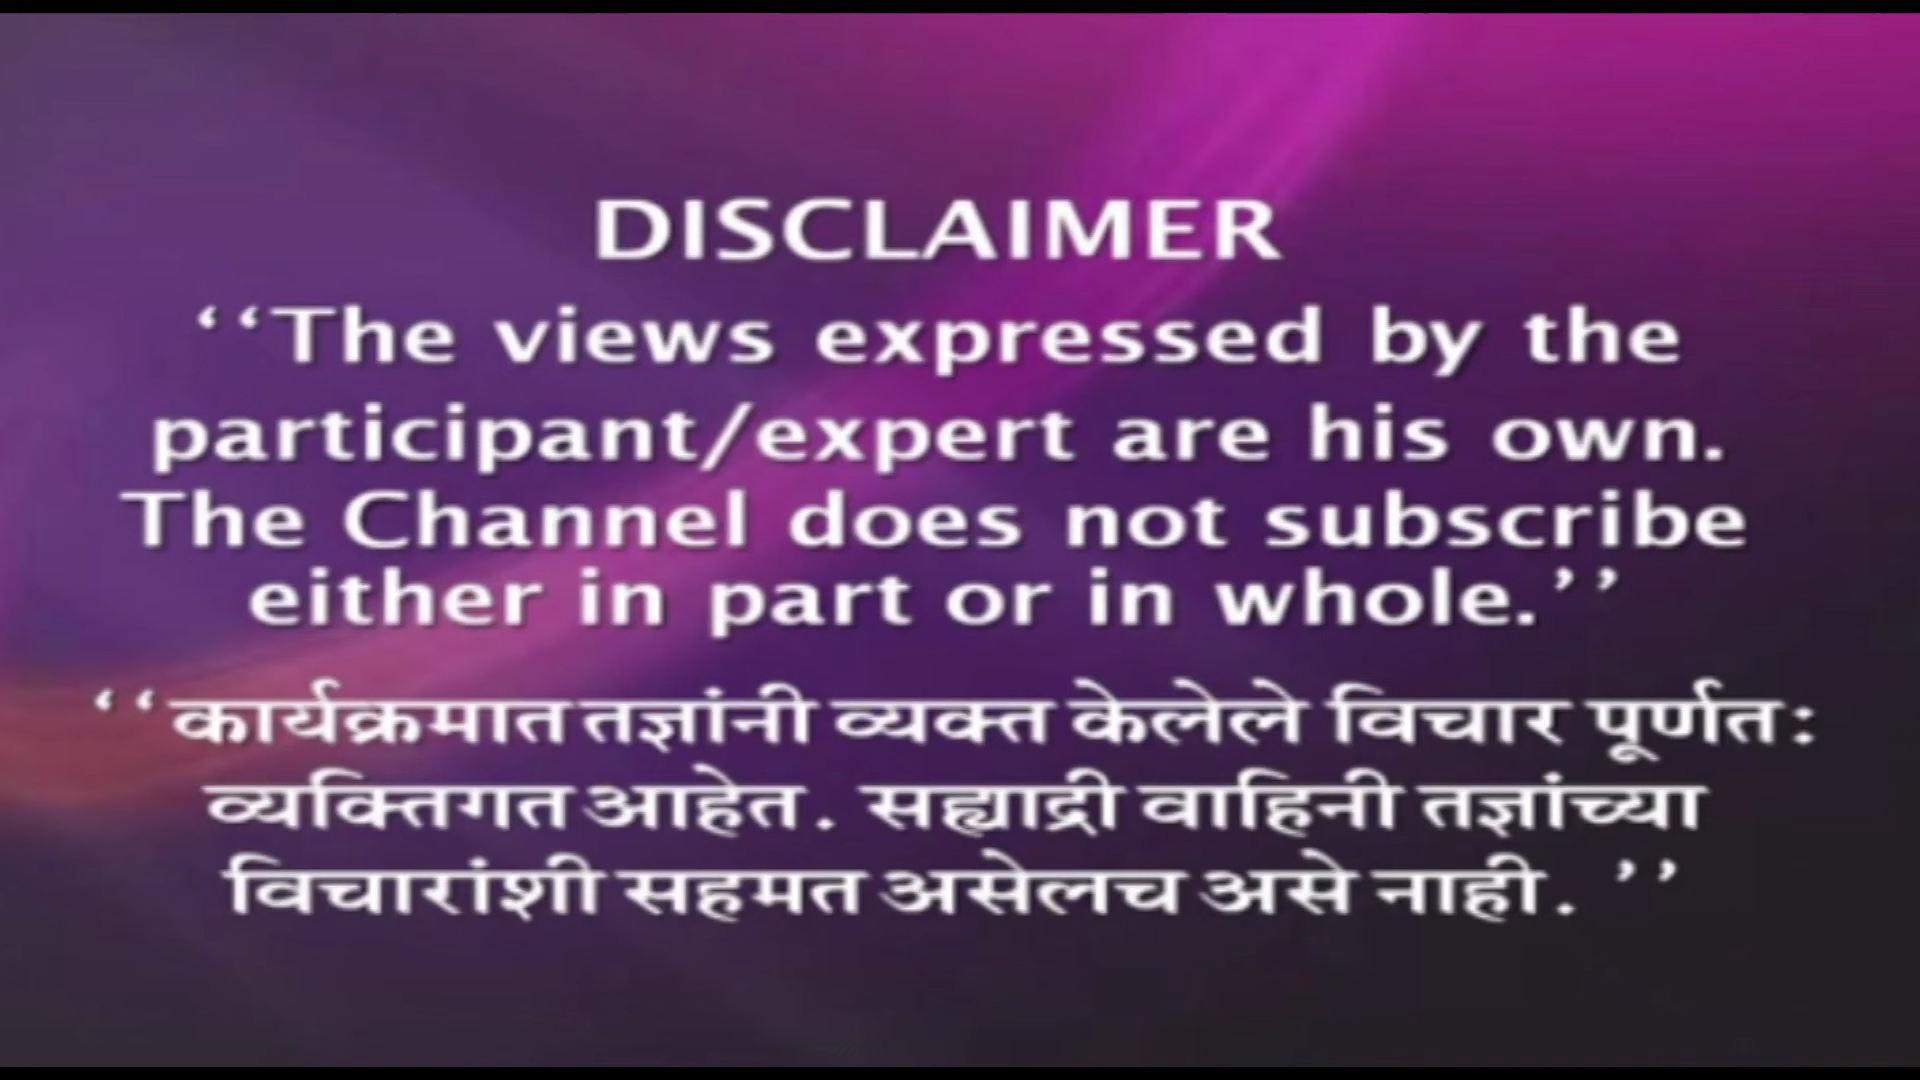 DISCLAIMER
‘‘The views expressed by the
participant/expert are his own.
The Channel does not subscribe
either in part or in whole.’’
‘‘कार्यक्रमात तज्ञांनी व्यक्त केलेले विचार पूर्णत:
व्यक्तिगत आहेत. सह्याद्री वाहिनी तज्ञांच्या
विचारांशी सहमत असेलच असे नाही. ’’